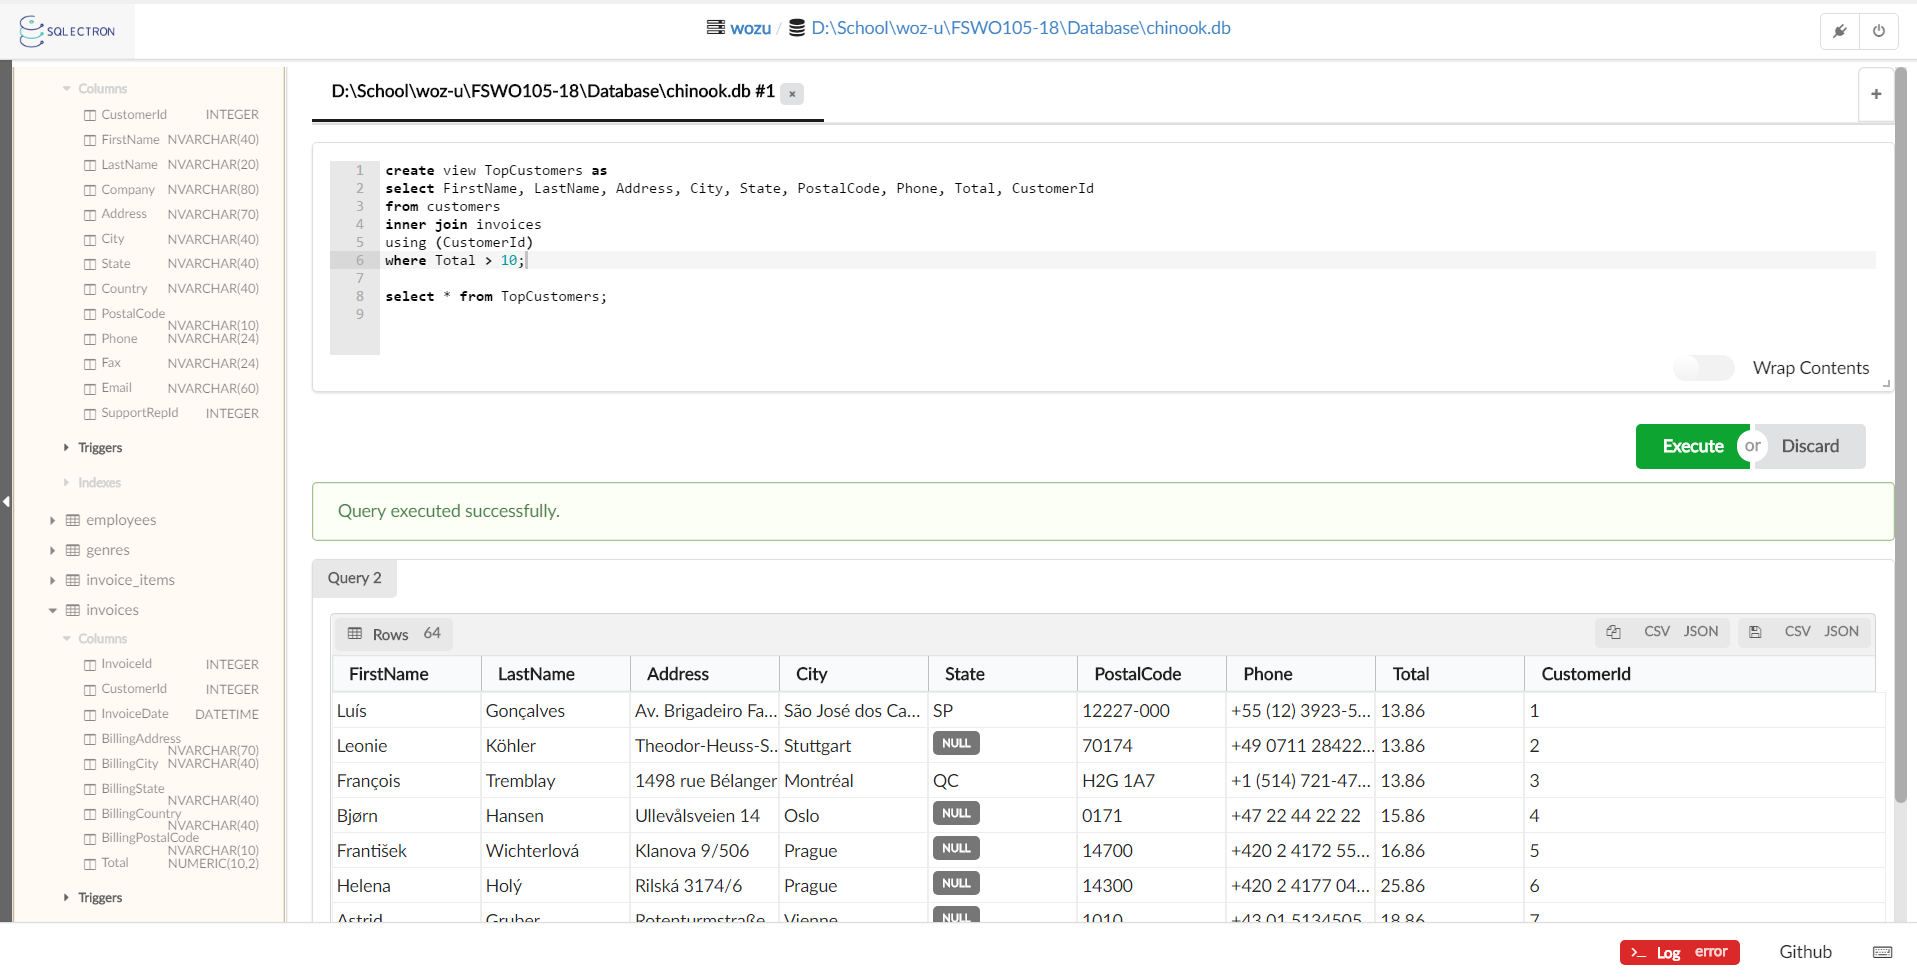 SQLECTRON
wozu / D:\School\woz-u\FSWO105-18\Database\chinook.db
Columns
CustomerId INTEGER
FirstName NVARCHAR(40)
LastName NVARCHAR(20)
Company NVARCHAR(80)
Address NVARCHAR(70)
City NVARCHAR(40)
State NVARCHAR(40)
Country NVARCHAR(40)
PostalCode NVARCHAR(10)
Phone NVARCHAR(24)
Fax NVARCHAR(24)
Email NVARCHAR(60)
SupportRepId INTEGER
Triggers
Indexes
employees
genres
invoice_items
invoices
Columns
InvoiceId INTEGER
CustomerId INTEGER
InvoiceDate DATETIME
BillingAddress NVARCHAR(70)
BillingCity NVARCHAR(40)
BillingState NVARCHAR(40)
BillingCountry NVARCHAR(40)
BillingPostalCode NVARCHAR(10)
Total NUMERIC(10,2)
Triggers
D:\School\woz-u\FSWO105-18\Database\chinook.db #1 ×
+
1 create view TopCustomers as
2 select FirstName, LastName, Address, City, State, PostalCode, Phone, Total, CustomerId
3 from customers
4 inner join invoices
5 using (CustomerId)
6 where Total > 10;
7
8 select * from TopCustomers;
9
Wrap Contents
Execute or Discard
Query executed successfully.
Query 2
Rows 64 CSV JSON CSV JSON
FirstName LastName Address City State PostalCode Phone Total CustomerId
Luís Gonçalves Av. Brigadeiro Fa... São José dos Ca... SP 12227-000 +55 (12) 3923-5... 13.86 1
Leonie Köhler Theodor-Heuss-S... Stuttgart NULL 70174 +49 0711 28422... 13.86 2
François Tremblay 1498 rue Bélanger Montréal QC H2G 1A7 +1 (514) 721-47... 13.86 3
Bjørn Hansen Ullevålsveien 14 Oslo NULL 0171 +47 22 44 22 22 15.86 4
František Wichterlová Klanova 9/506 Prague NULL 14700 +420 2 4172 55... 16.86 5
Helena Holý Rilská 3174/6 Prague NULL 14300 +420 2 4177 04... 25.86 6
Astrid Gruber Rotenturmstraße Vienne NULL 1010 +43 01 5134505 18.86 7
>_ Log error Github